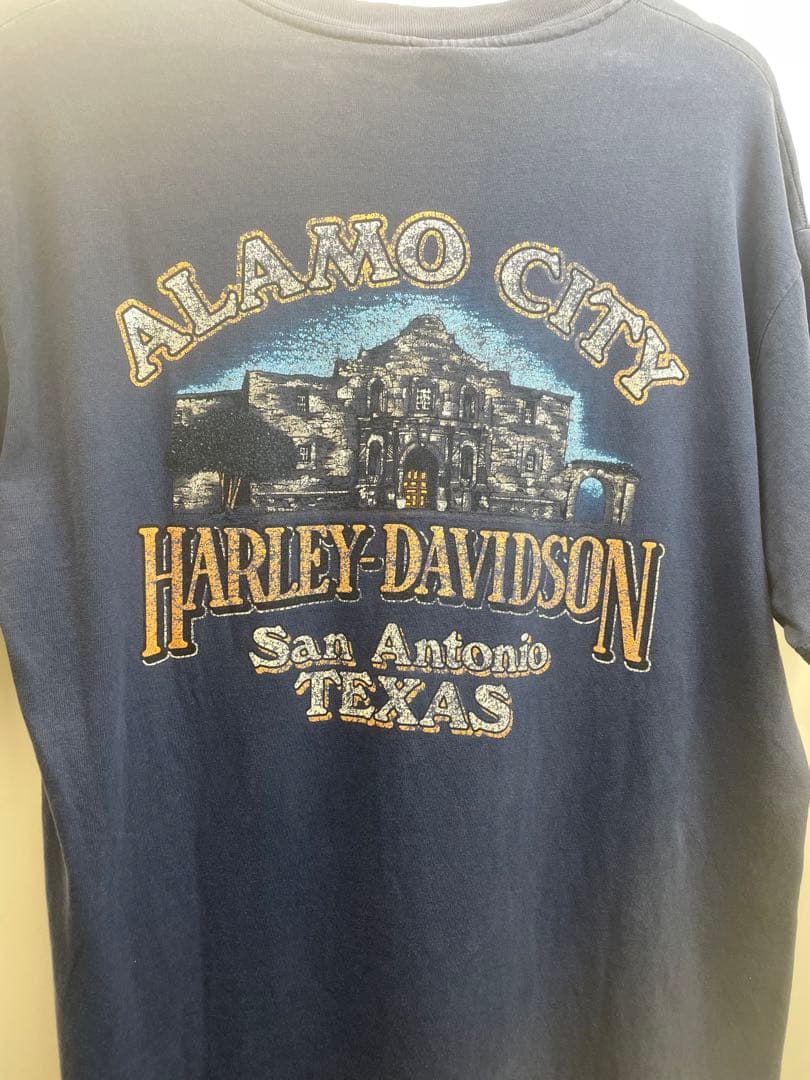 ALAMO CITY
HARLEY-DAVIDSON
San Antonio
TEXAS